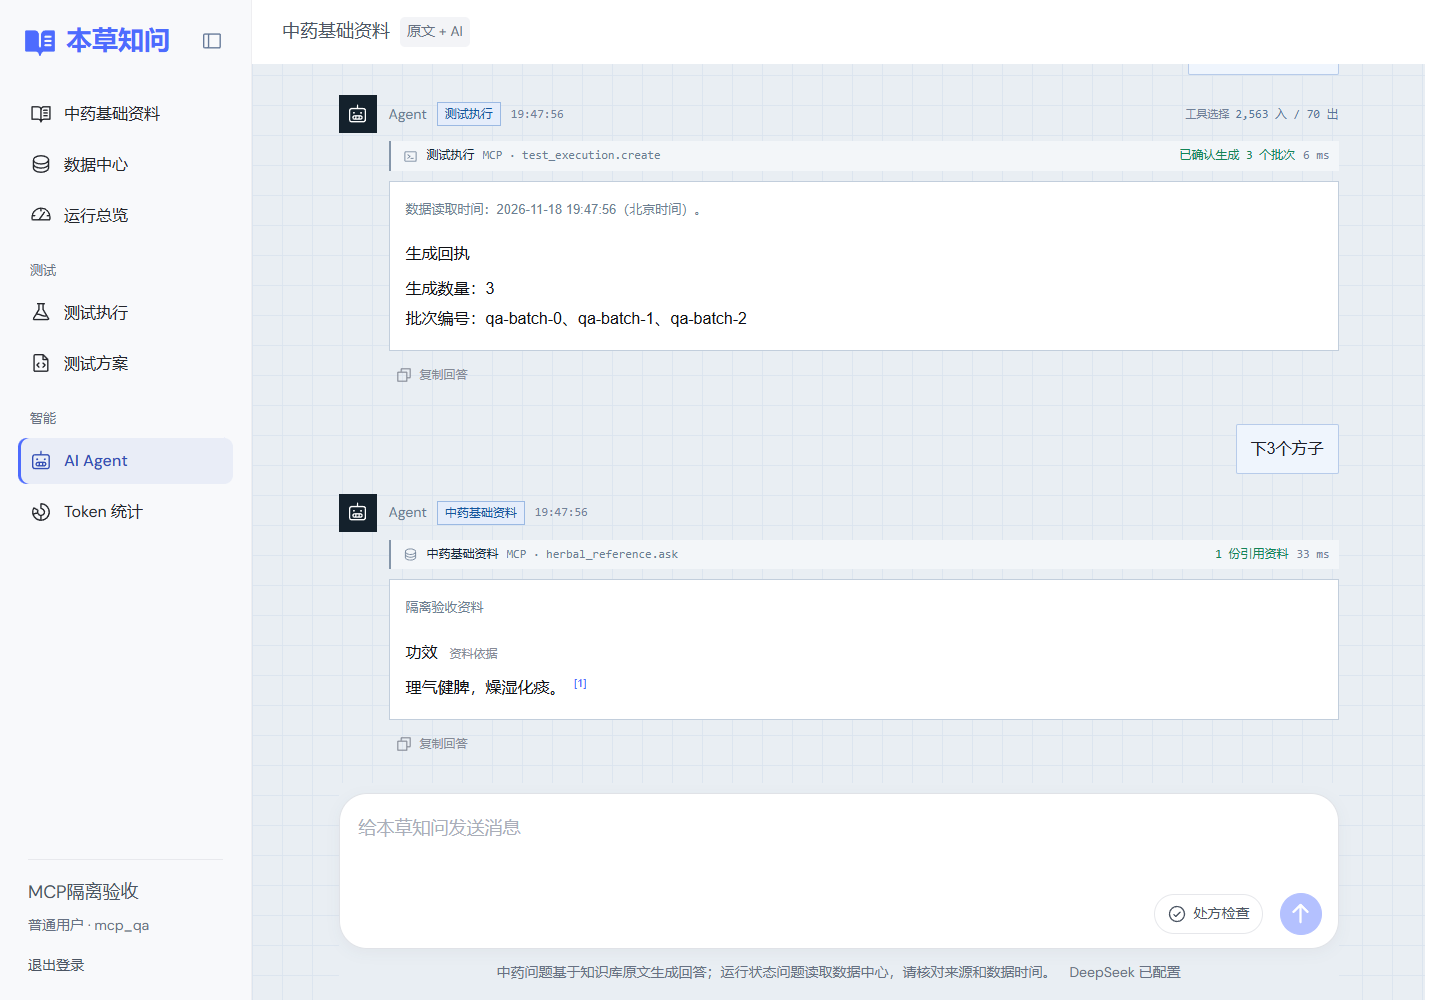 本草知问
中药基础资料
数据中心
运行总览
测试
测试执行
测试方案
智能
AI Agent
Token 统计
MCP隔离验收
普通用户 · mcp_qa
退出登录
中药基础资料 原文 + AI
Agent 测试执行 19:47:56 工具选择 2,563 入 / 70 出
测试执行 MCP · test_execution.create 已确认生成 3 个批次 6 ms
数据读取时间：2026-11-18 19:47:56（北京时间）。
生成回执
生成数量：3
批次编号：qa-batch-0、qa-batch-1、qa-batch-2
复制回答
下3个方子
Agent 中药基础资料 19:47:56
中药基础资料 MCP · herbal_reference.ask 1 份引用资料 33 ms
隔离验收资料
功效 资料依据
理气健脾，燥湿化痰。 [1]
复制回答
给本草知问发送消息
处方检查
中药问题基于知识库原文生成回答；运行状态问题读取数据中心，请核对来源和数据时间。 DeepSeek 已配置